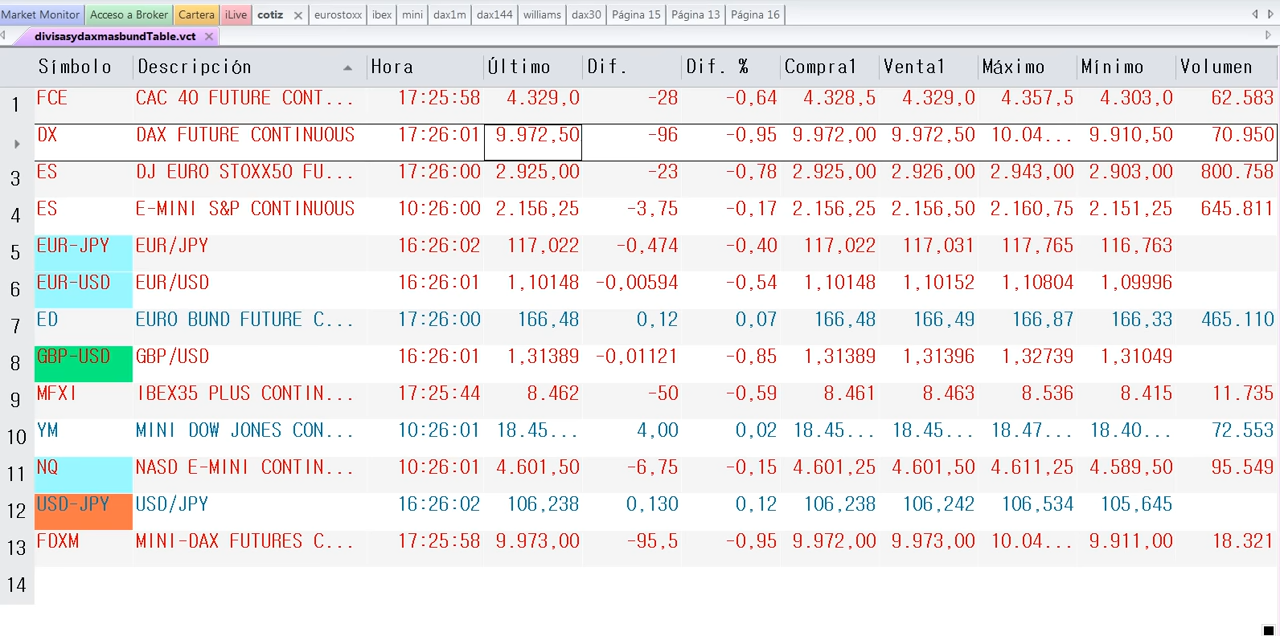 Market Monitor Acceso a Broker Cartera iLive cotiz eurostoxx ibex mini dax1m dax144 williams dax30 Página 15 Página 13 Página 16
divisasydaxmasbundTable.vct
Símbolo Descripción Hora Último Dif. Dif. % Compra1 Venta1 Máximo Mínimo Volumen
1 FCE CAC 40 FUTURE CONT... 17:25:58 4.329,0 -28 -0,64 4.328,5 4.329,0 4.357,5 4.303,0 62.583
DX DAX FUTURE CONTINUOUS 17:26:01 9.972,50 -96 -0,95 9.972,00 9.972,50 10.04... 9.910,50 70.950
3 ES DJ EURO STOXX50 FU... 17:26:00 2.925,00 -23 -0,78 2.925,00 2.926,00 2.943,00 2.903,00 800.758
4 ES E-MINI S&P CONTINUOUS 10:26:00 2.156,25 -3,75 -0,17 2.156,25 2.156,50 2.160,75 2.151,25 645.811
5 EUR-JPY EUR/JPY 16:26:02 117,022 -0,474 -0,40 117,022 117,031 117,765 116,763
6 EUR-USD EUR/USD 16:26:01 1,10148 -0,00594 -0,54 1,10148 1,10152 1,10804 1,09996
7 ED EURO BUND FUTURE C... 17:26:00 166,48 0,12 0,07 166,48 166,49 166,87 166,33 465.110
8 GBP-USD GBP/USD 16:26:01 1,31389 -0,01121 -0,85 1,31389 1,31396 1,32739 1,31049
9 MFXI IBEX35 PLUS CONTIN... 17:25:44 8.462 -50 -0,59 8.461 8.463 8.536 8.415 11.735
10 YM MINI DOW JONES CON... 10:26:01 18.45... 4,00 0,02 18.45... 18.45... 18.47... 18.40... 72.553
11 NQ NASD E-MINI CONTIN... 10:26:01 4.601,50 -6,75 -0,15 4.601,25 4.601,50 4.611,25 4.589,50 95.549
12 USD-JPY USD/JPY 16:26:02 106,238 0,130 0,12 106,238 106,242 106,534 105,645
13 FDXM MINI-DAX FUTURES C... 17:25:58 9.973,00 -95,5 -0,95 9.972,00 9.973,00 10.04... 9.911,00 18.321
14